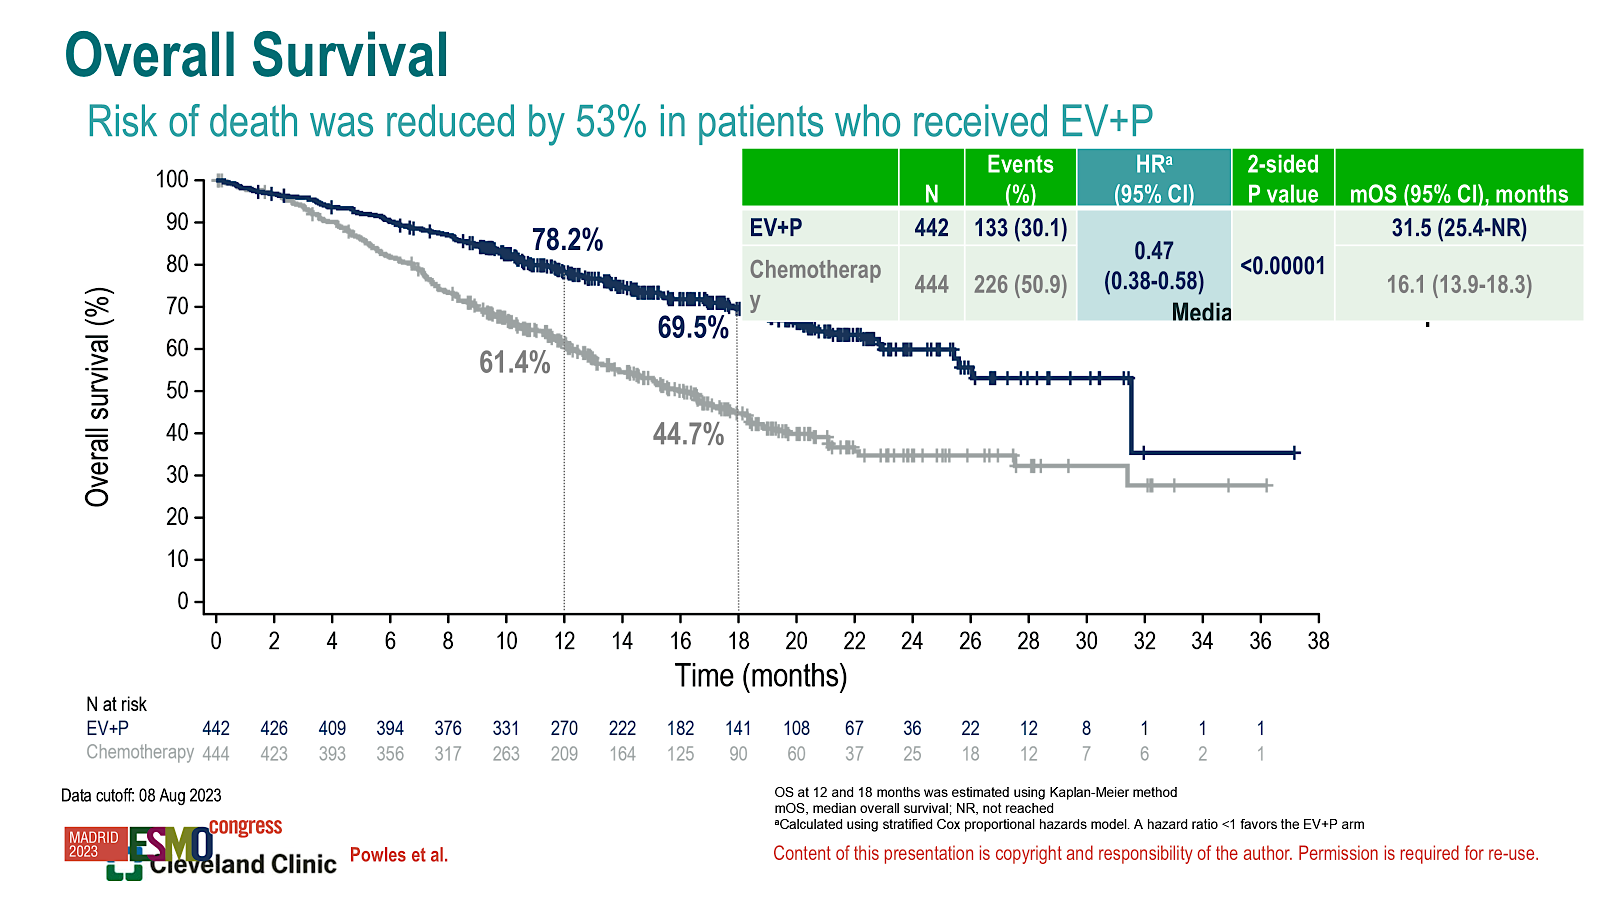 Overall Survival
Risk of death was reduced by 53% in patients who received EV+P
N
Events (%)
HRa (95% CI)
2-sided P value
mOS (95% CI), months
EV+P 442 133 (30.1) 31.5 (25.4-NR)
0.47 (0.38-0.58)
<0.00001
Chemotherap
y
444 226 (50.9) 16.1 (13.9-18.3)
Media
Overall survival (%)
100
90
80
70
60
50
40
30
20
10
0
78.2%
69.5%
61.4%
44.7%
0 2 4 6 8 10 12 14 16 18 20 22 24 26 28 30 32 34 36 38
Time (months)
N at risk
EV+P 442 426 409 394 376 331 270 222 182 141 108 67 36 22 12 8 1 1 1
Chemotherapy 444 423 393 356 317 263 209 164 125 90 60 37 25 18 12 7 6 2 1
Data cutoff: 08 Aug 2023
OS at 12 and 18 months was estimated using Kaplan-Meier method
mOS, median overall survival; NR, not reached
aCalculated using stratified Cox proportional hazards model. A hazard ratio <1 favors the EV+P arm
MADRID
2023
ESMO congress
Cleveland Clinic
Powles et al.
Content of this presentation is copyright and responsibility of the author. Permission is required for re-use.